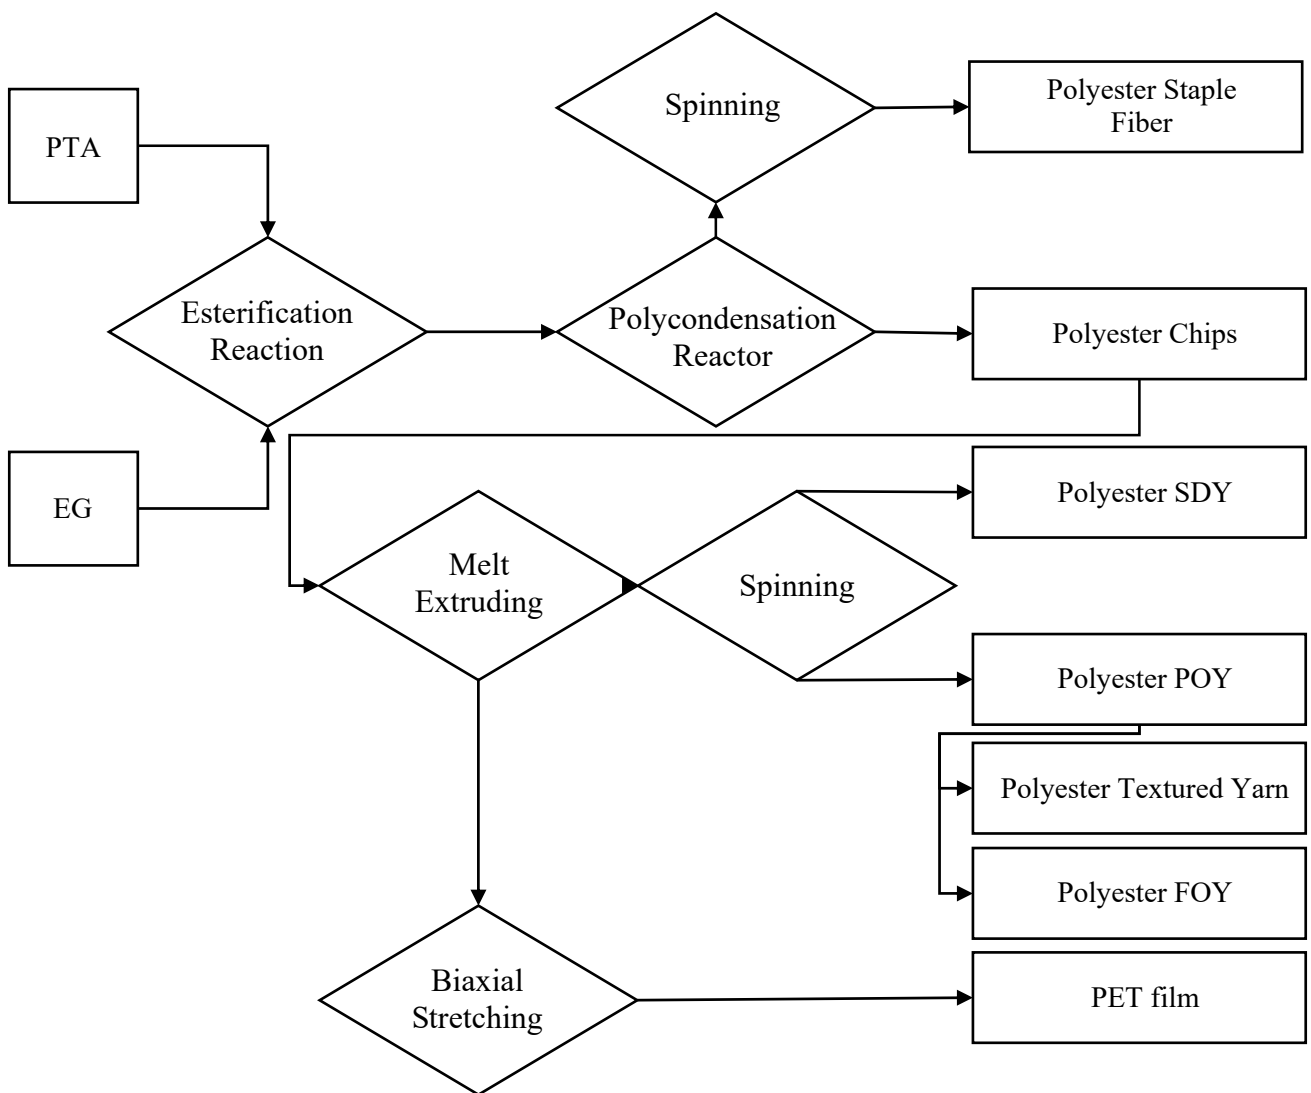 Spinning
Polyester Staple
Fiber
PTA
Esterification
Reaction
Polycondensation
Reactor
Polyester Chips
EG
Polyester SDY
Melt
Extruding
Spinning
Polyester POY
Polyester Textured Yarn
Polyester FOY
Biaxial
Stretching
PET film